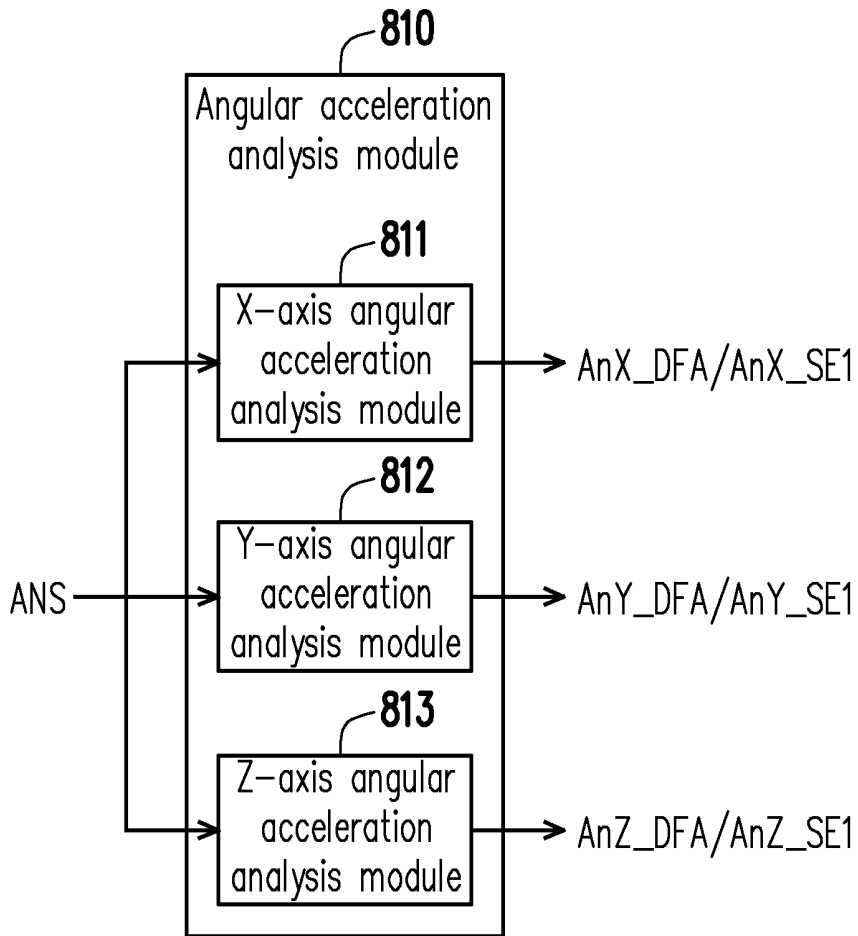 810
Angular acceleration
analysis module
811
X-axis angular
acceleration
analysis module
AnX_DFA/AnX_SE1
812
Y-axis angular
acceleration
analysis module
ANS
AnY_DFA/AnY_SE1
813
Z-axis angular
acceleration
analysis module
AnZ_DFA/AnZ_SE1